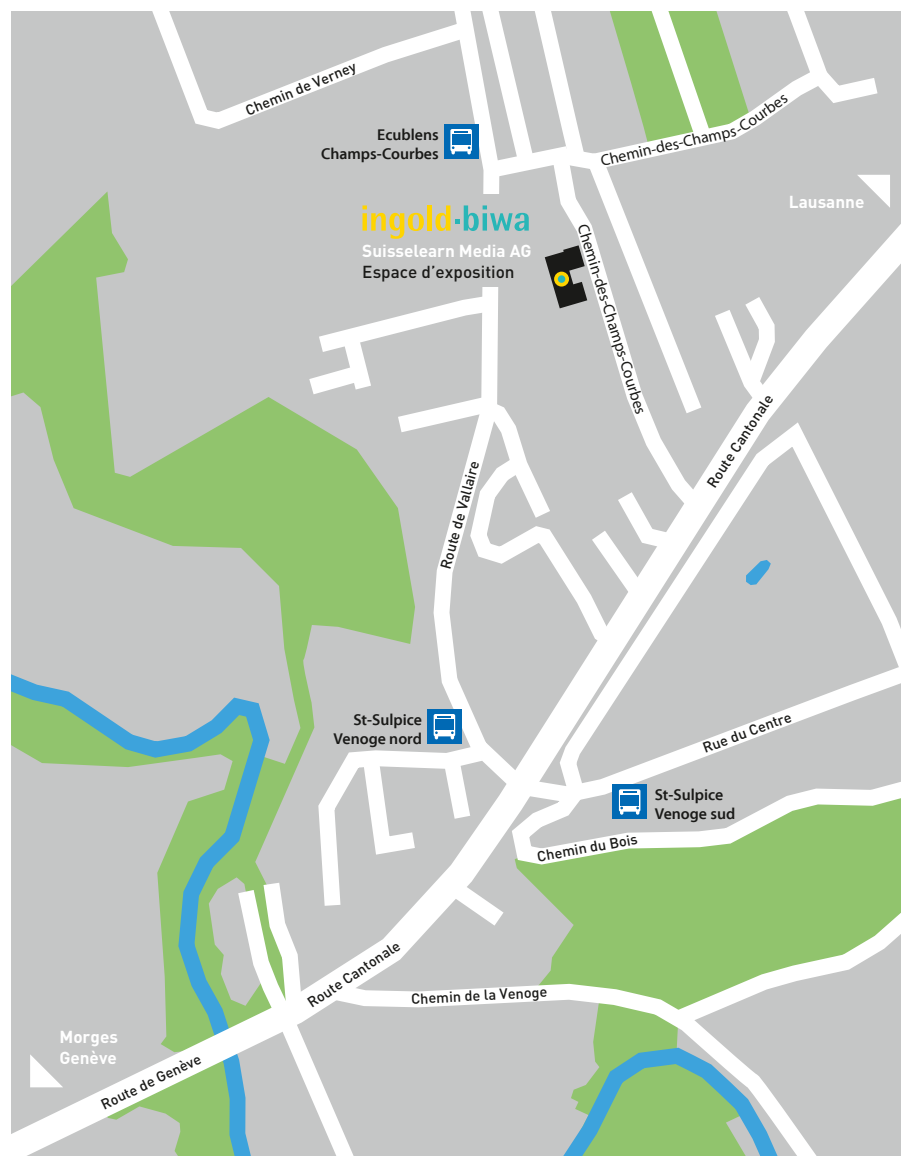 Chemin de Verney
Ecublens
Champs-Courbes
Chemin-des-Champs-Courbes
Lausanne
ingold·biwa
Suisselearn Media AG
Espace d’exposition
Chemin-des-Champs-Courbes
Route Cantonale
Route de Vallaire
St-Sulpice
Venoge nord
Rue du Centre
St-Sulpice
Venoge sud
Chemin du Bois
Route Cantonale
Chemin de la Venoge
Morges
Genève
Route de Genève